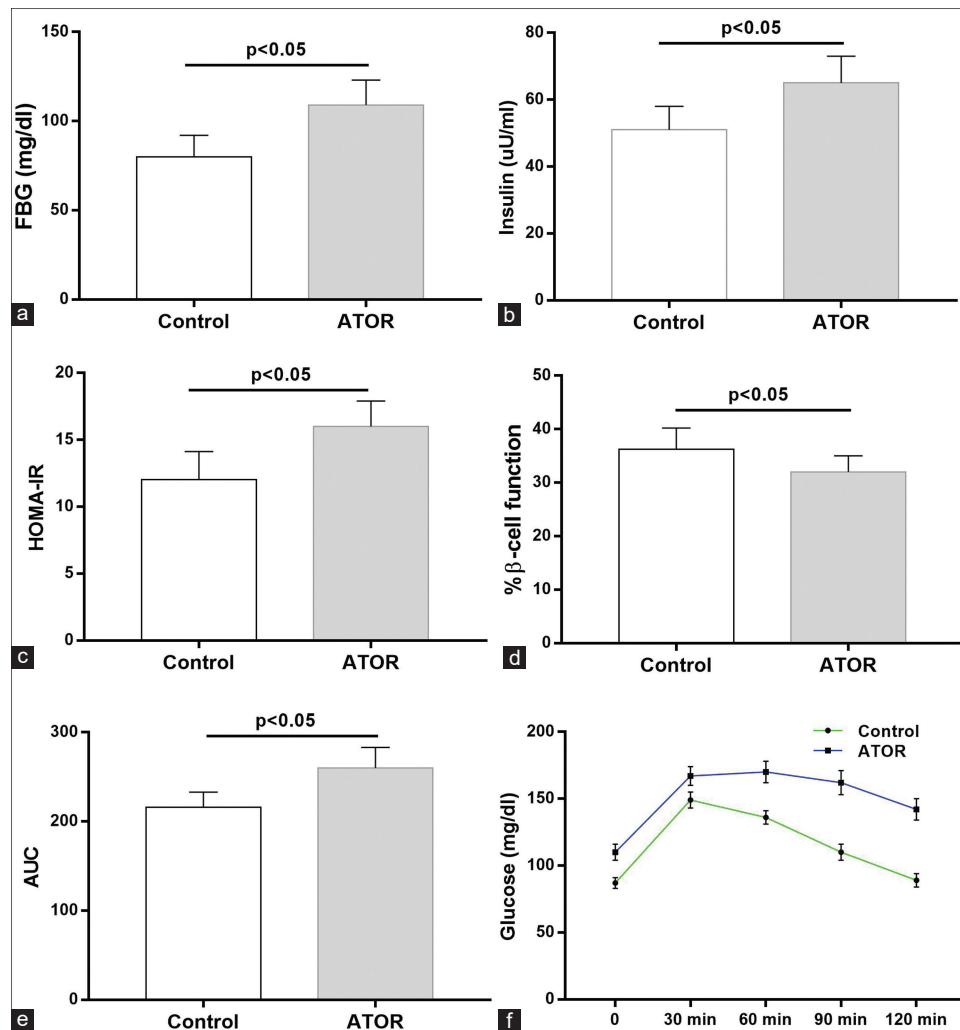 p<0.05
150
100
50
0
FBG (mg/dl)
Control ATOR
a
p<0.05
80
60
40
20
0
Insulin (uU/ml)
Control ATOR
b
p<0.05
20
15
10
5
0
HOMA-IR
Control ATOR
c
p<0.05
50
40
30
20
10
0
%β-cell function
Control ATOR
d
p<0.05
300
200
100
0
AUC
Control ATOR
e
Control
ATOR
200
150
100
50
0
Glucose (mg/dl)
0 30 min 60 min 90 min 120 min
f